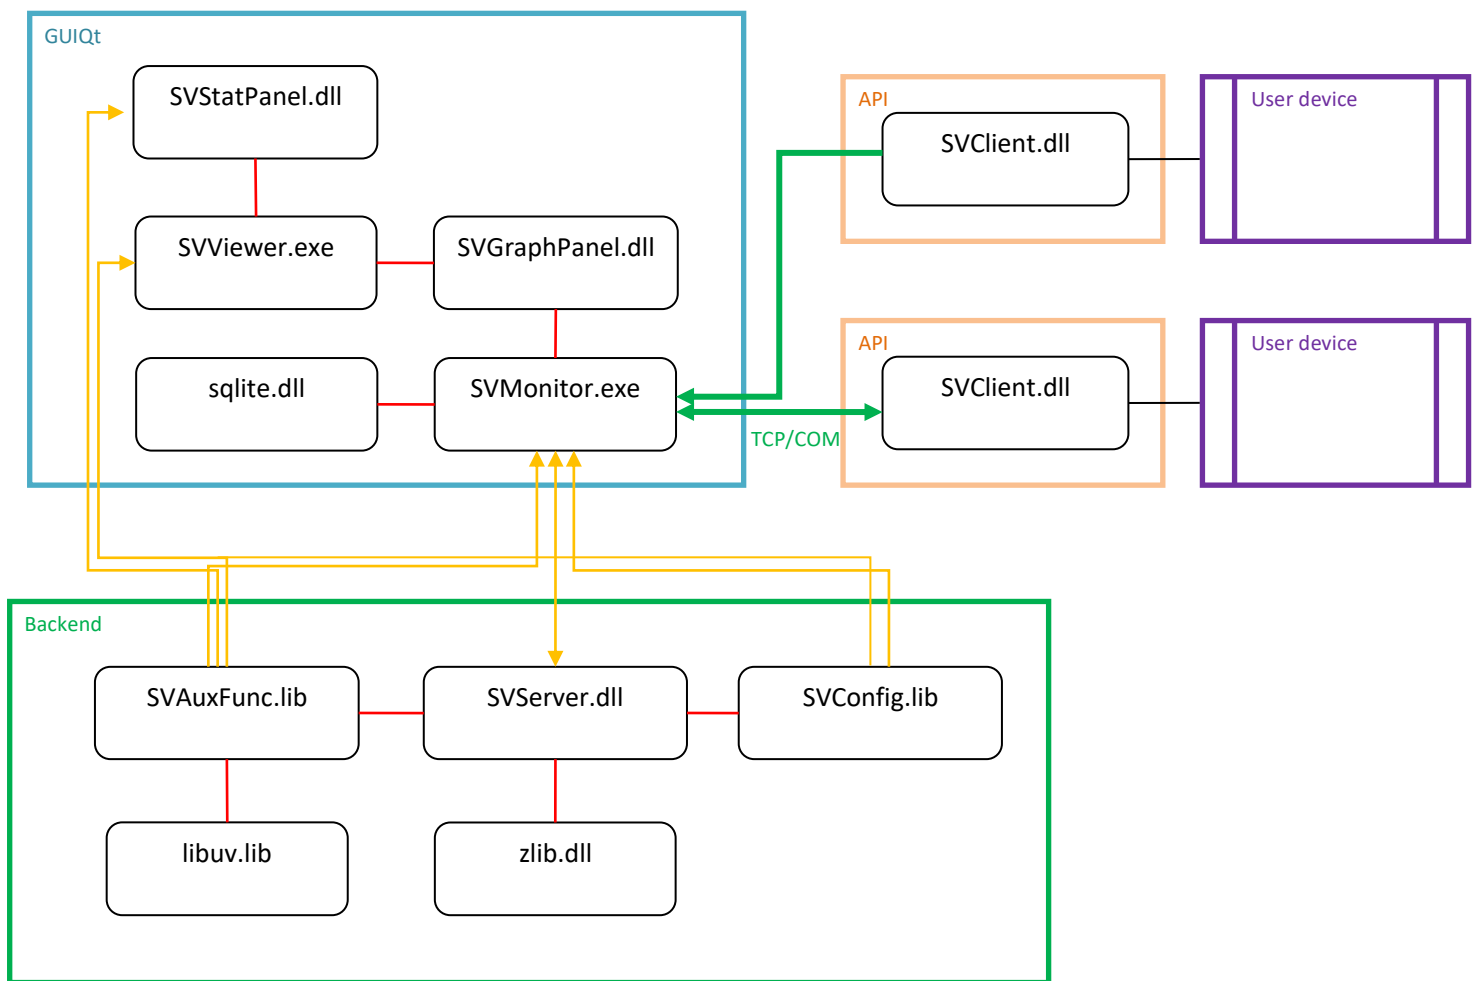 GUIQt
SVStatPanel.dll
API
User device
SVClient.dll
SVViewer.exe
SVGraphPanel.dll
API
User device
sqlite.dll
SVMonitor.exe
SVClient.dll
TCP/COM
Backend
SVAuxFunc.lib
SVServer.dll
SVConfig.lib
libuv.lib
zlib.dll